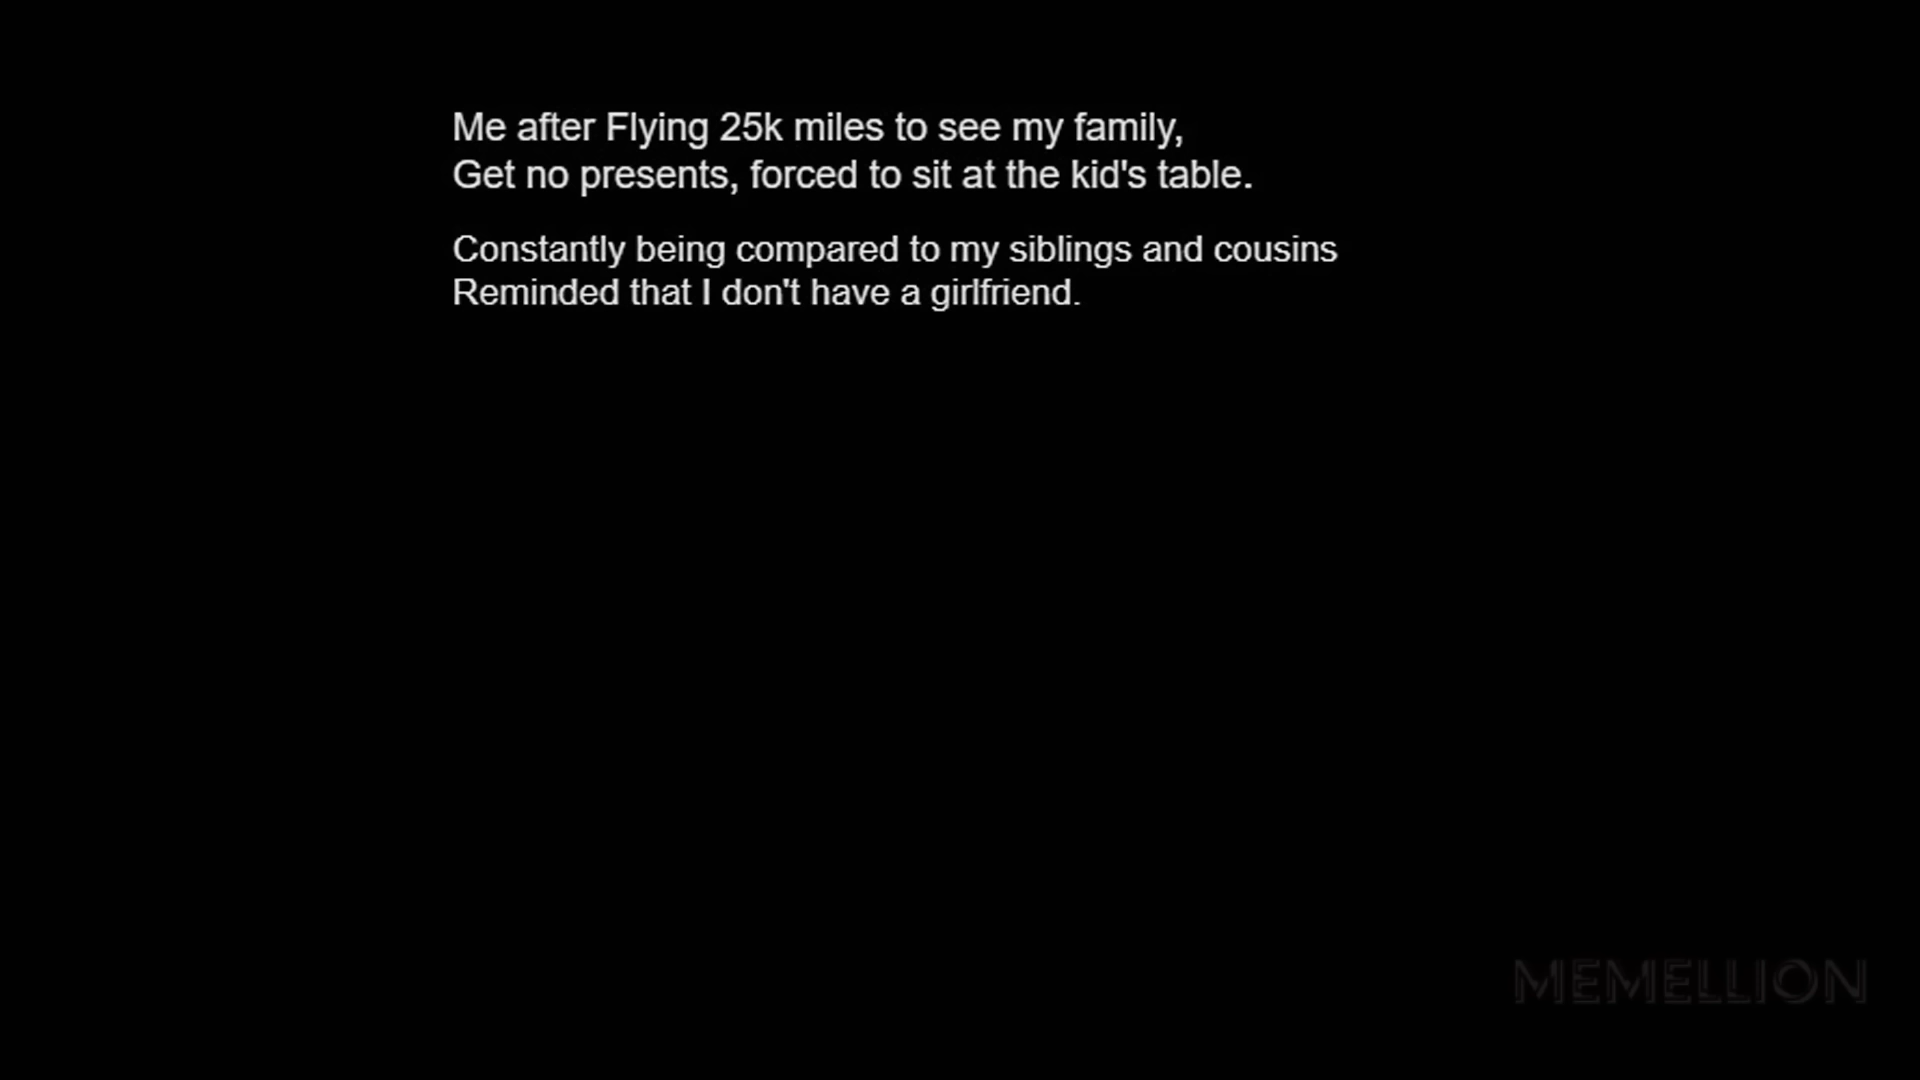 Me after Flying 25k miles to see my family,
Get no presents, forced to sit at the kid's table.
Constantly being compared to my siblings and cousins
Reminded that I don't have a girlfriend.
MEMELLION